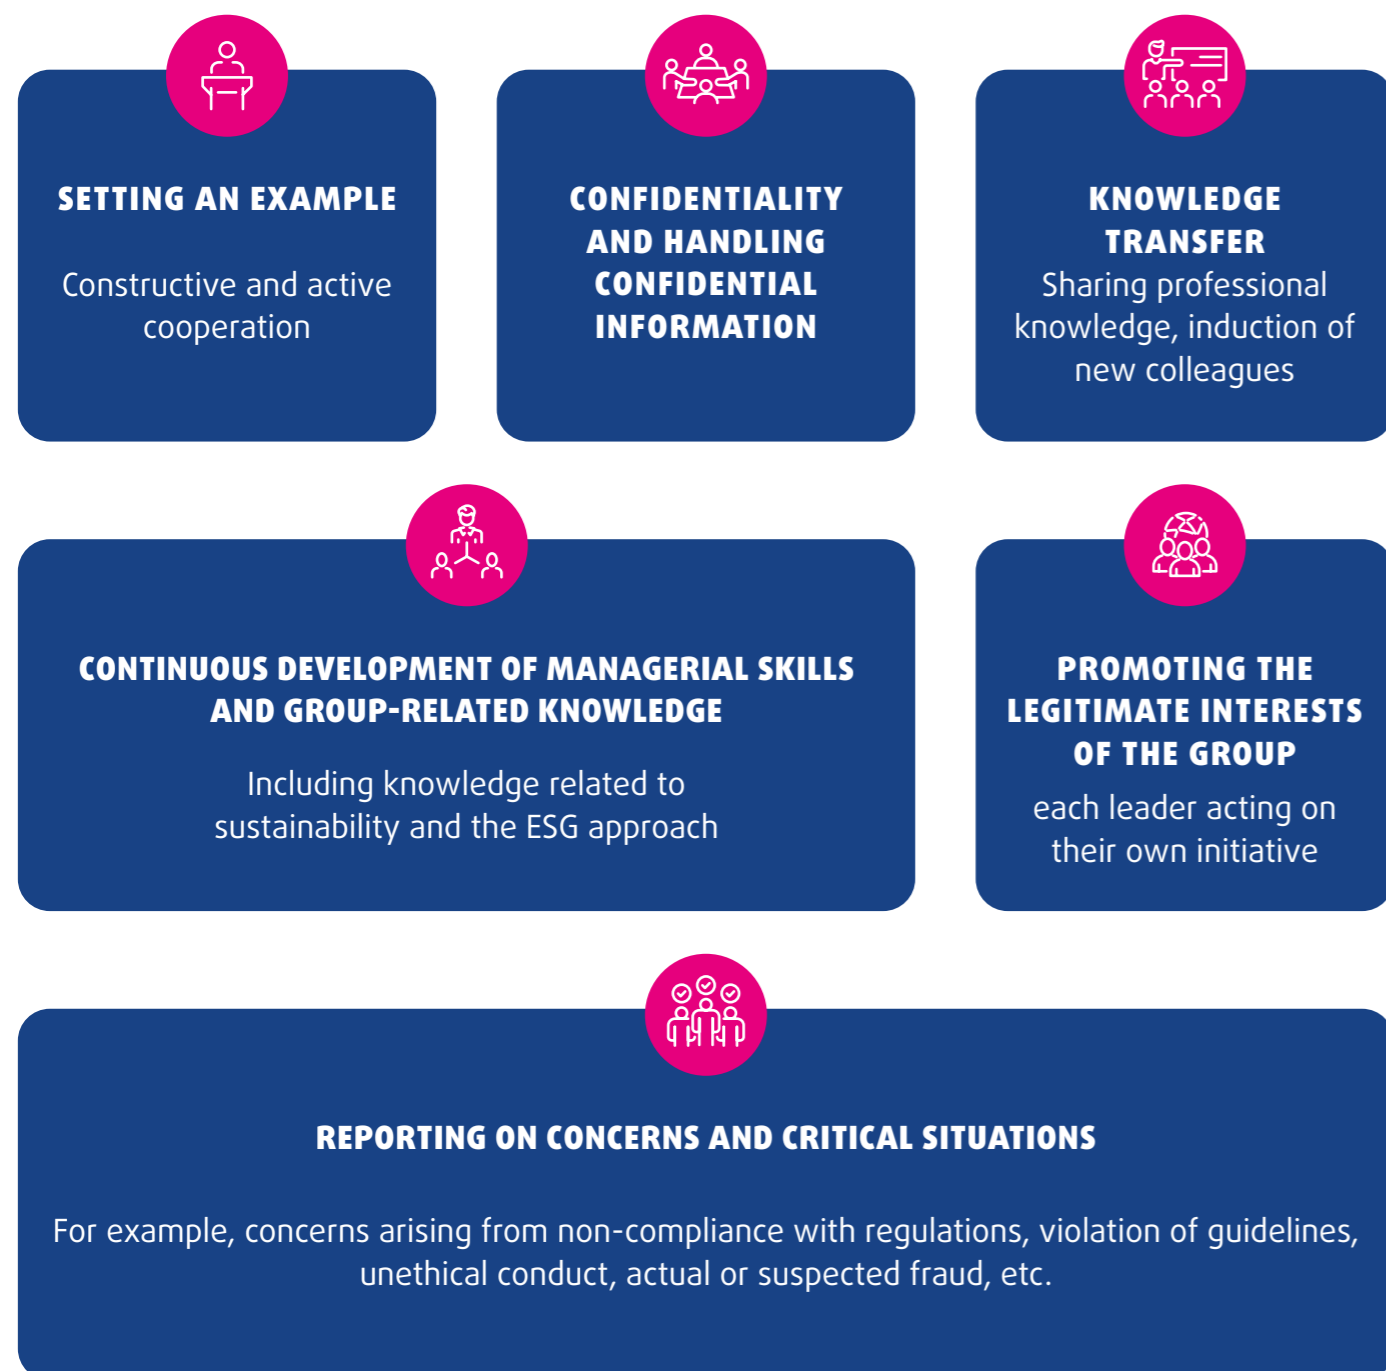 SETTING AN EXAMPLE
Constructive and active
cooperation
CONFIDENTIALITY
AND HANDLING
CONFIDENTIAL
INFORMATION
KNOWLEDGE
TRANSFER
Sharing professional
knowledge, induction of
new colleagues
CONTINUOUS DEVELOPMENT OF MANAGERIAL SKILLS
AND GROUP-RELATED KNOWLEDGE
Including knowledge related to
sustainability and the ESG approach
PROMOTING THE
LEGITIMATE INTERESTS
OF THE GROUP
each leader acting on
their own initiative
REPORTING ON CONCERNS AND CRITICAL SITUATIONS
For example, concerns arising from non-compliance with regulations, violation of guidelines,
unethical conduct, actual or suspected fraud, etc.